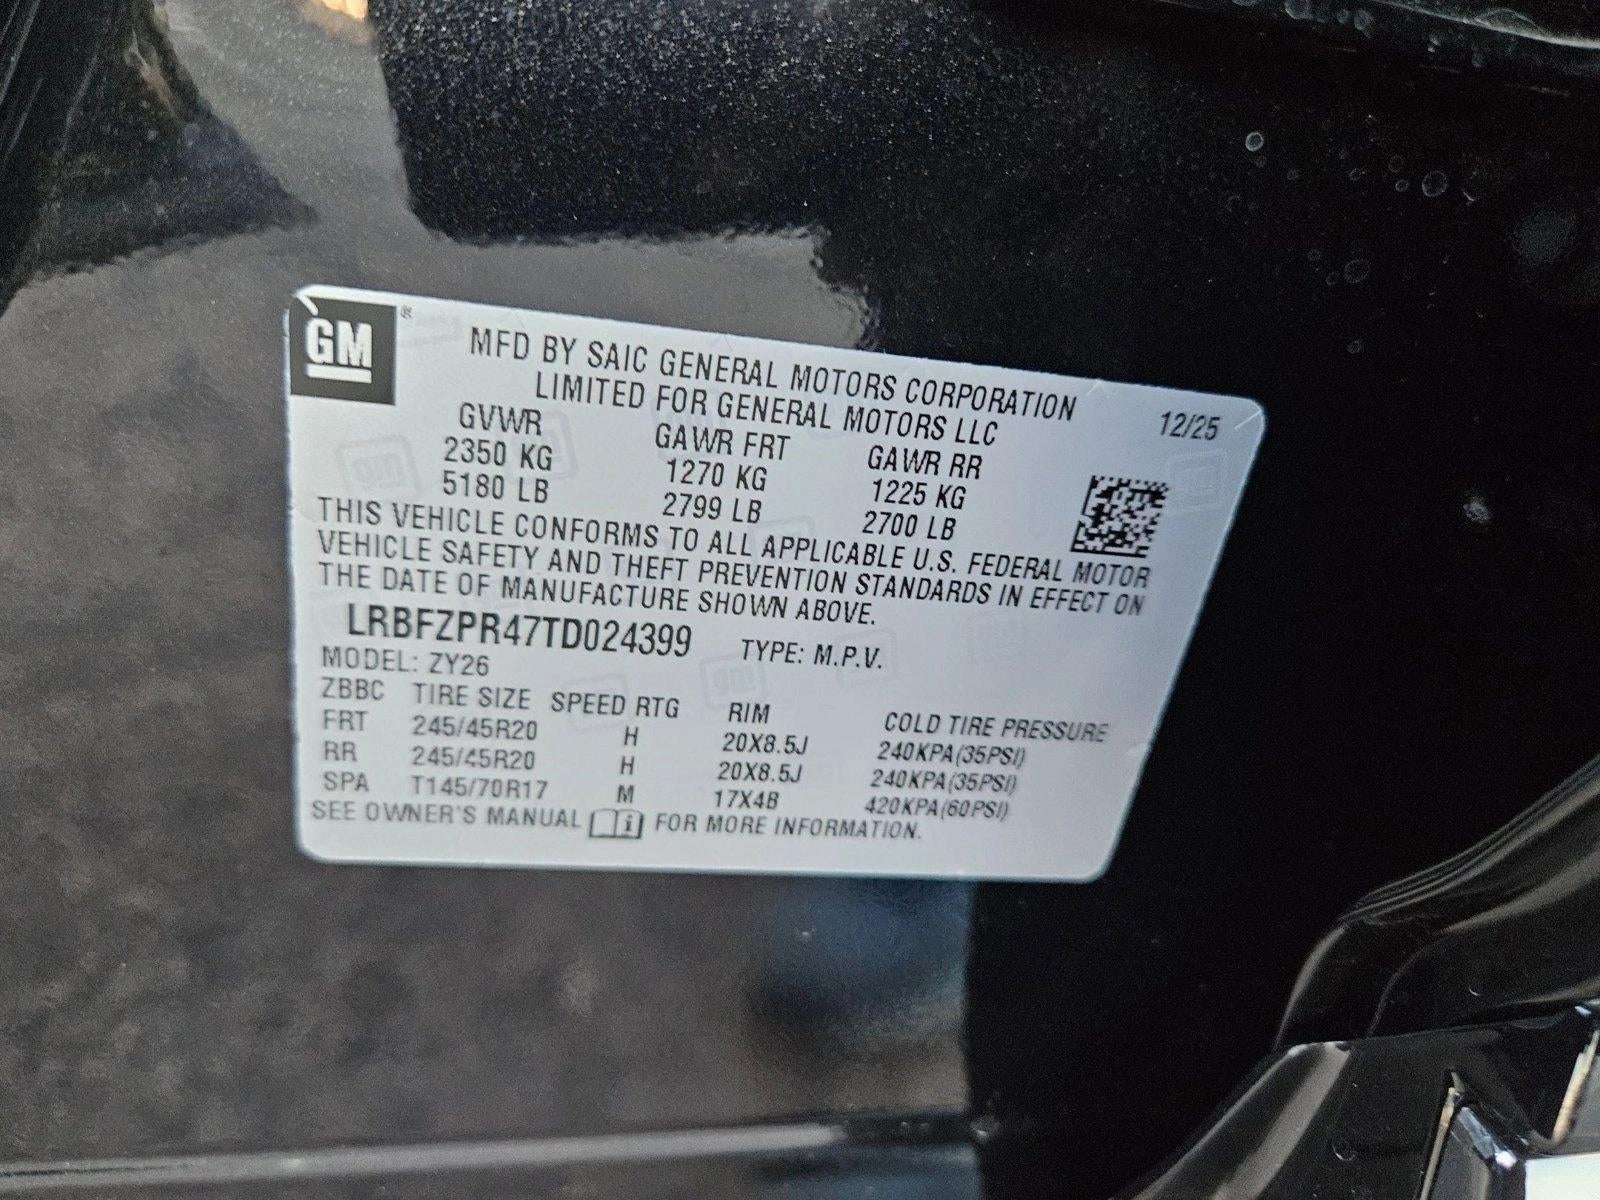 GM
MFD BY SAIC GENERAL MOTORS CORPORATION
LIMITED FOR GENERAL MOTORS LLC
12/25
GVWR GAWR FRT GAWR RR
2350 KG 1270 KG 1225 KG
5180 LB 2799 LB 2700 LB
THIS VEHICLE CONFORMS TO ALL APPLICABLE U.S. FEDERAL MOTOR
VEHICLE SAFETY AND THEFT PREVENTION STANDARDS IN EFFECT ON
THE DATE OF MANUFACTURE SHOWN ABOVE.
LRBFZPR47TD024399 TYPE: M.P.V.
MODEL: ZY26
ZBBC TIRE SIZE SPEED RTG RIM COLD TIRE PRESSURE
FRT 245/45R20 H 20X8.5J 240KPA(35PSI)
RR 245/45R20 H 20X8.5J 240KPA(35PSI)
SPA T145/70R17 M 17X4B 420KPA(60PSI)
SEE OWNER'S MANUAL i FOR MORE INFORMATION.